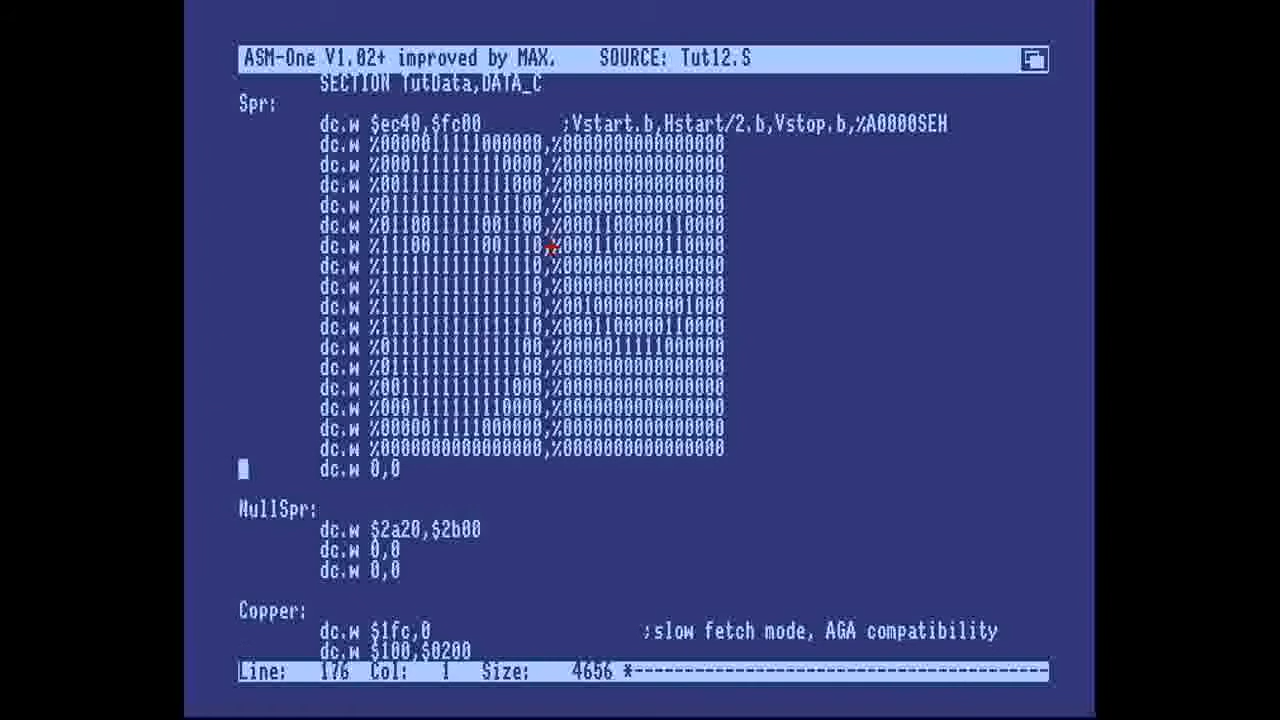 ASM-One V1.02+ improved by MAX. SOURCE: Tut12.S
SECTION TutData,DATA_C
Spr:
dc.w $ec40,$fc00 ;Vstart.b,Hstart/2.b,Vstop.b,%A0000SEH
dc.w %0000011111000000,%0000000000000000
dc.w %0001111111110000,%0000000000000000
dc.w %0011111111111000,%0000000000000000
dc.w %0111111111111100,%0000000000000000
dc.w %0110011111001100,%0001100000110000
dc.w %1110011111001110,%0001100000110000
dc.w %1111111111111110,%0000000000000000
dc.w %1111111111111110,%0000000000000000
dc.w %1111111111111110,%0010000000001000
dc.w %1111111111111110,%0001100000110000
dc.w %0111111111111100,%0000011111000000
dc.w %0111111111111100,%0000000000000000
dc.w %0011111111111000,%0000000000000000
dc.w %0001111111110000,%0000000000000000
dc.w %0000011111000000,%0000000000000000
dc.w %0000000000000000,%0000000000000000
dc.w 0,0
NullSpr:
dc.w $2a20,$2b00
dc.w 0,0
dc.w 0,0
Copper:
dc.w $1fc,0 ;slow fetch mode, AGA compatibility
dc.w $100,$0200
Line: 176 Col: 1 Size: 4656 *---------------------------------------